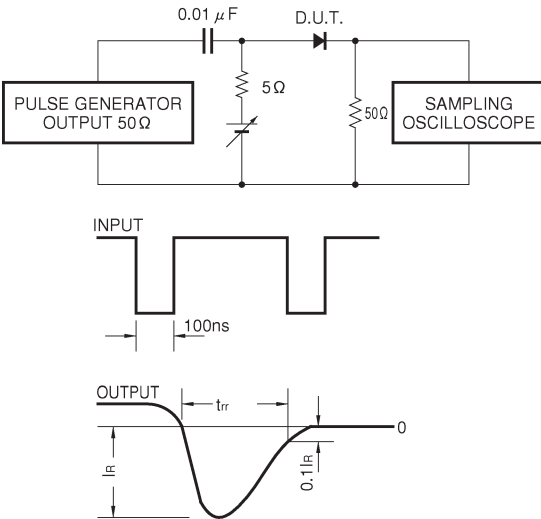 0.01 μF
D.U.T.
5Ω
50Ω
PULSE GENERATOR
OUTPUT 50Ω
SAMPLING
OSCILLOSCOPE
INPUT
100ns
OUTPUT
trr
0
IR
0.1IR